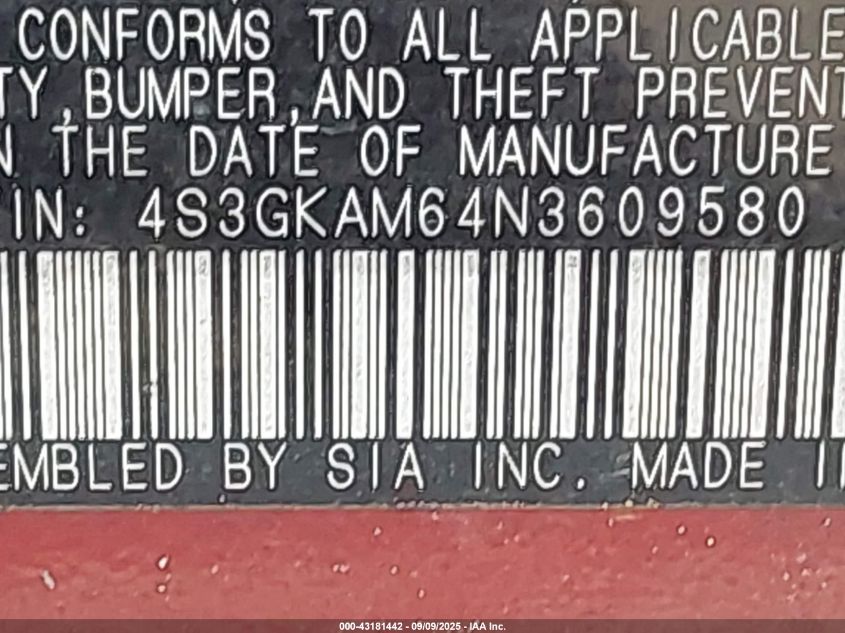 CONFORMS TO ALL APPLICABLE
TY,BUMPER,AND THEFT PREVENT
N THE DATE OF MANUFACTURE
IN: 4S3GKAM64N3609580
EMBLED BY SIA INC. MADE I
000-43181442 - 09/09/2025 - IAA Inc.